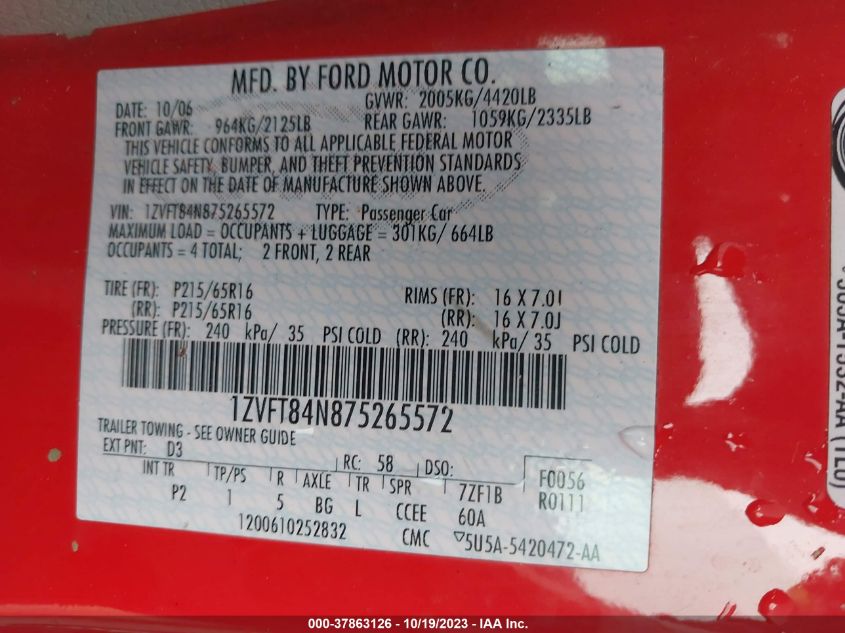 MFD. BY FORD MOTOR CO.
DATE: 10/06 GVWR: 2005KG/4420LB
FRONT GAWR: 964KG/2125LB REAR GAWR: 1059KG/2335LB
THIS VEHICLE CONFORMS TO ALL APPLICABLE FEDERAL MOTOR
VEHICLE SAFETY, BUMPER, AND THEFT PREVENTION STANDARDS
IN EFFECT ON THE DATE OF MANUFACTURE SHOWN ABOVE.
VIN: 1ZVFT84N875265572 TYPE: Passenger Car
MAXIMUM LOAD = OCCUPANTS + LUGGAGE = 301KG/ 664LB
OCCUPANTS = 4 TOTAL; 2 FRONT, 2 REAR
TIRE (FR): P215/65R16 RIMS (FR): 16 X 7.0J
(RR): P215/65R16 (RR): 16 X 7.0J
PRESSURE (FR): 240 kPa/ 35 PSI COLD (RR): 240 kPa/ 35 PSI COLD
1ZVFT84N875265572
TRAILER TOWING - SEE OWNER GUIDE
EXT PNT: D3 RC: 58 DSO: F0056
INT TR TP/PS R AXLE TR SPR 7ZF1B R0111
P2 1 5 BG L CCEE 60A
1200610252832 CMC 5U5A-5420472-AA
000-37863126 - 10/19/2023 - IAA Inc.